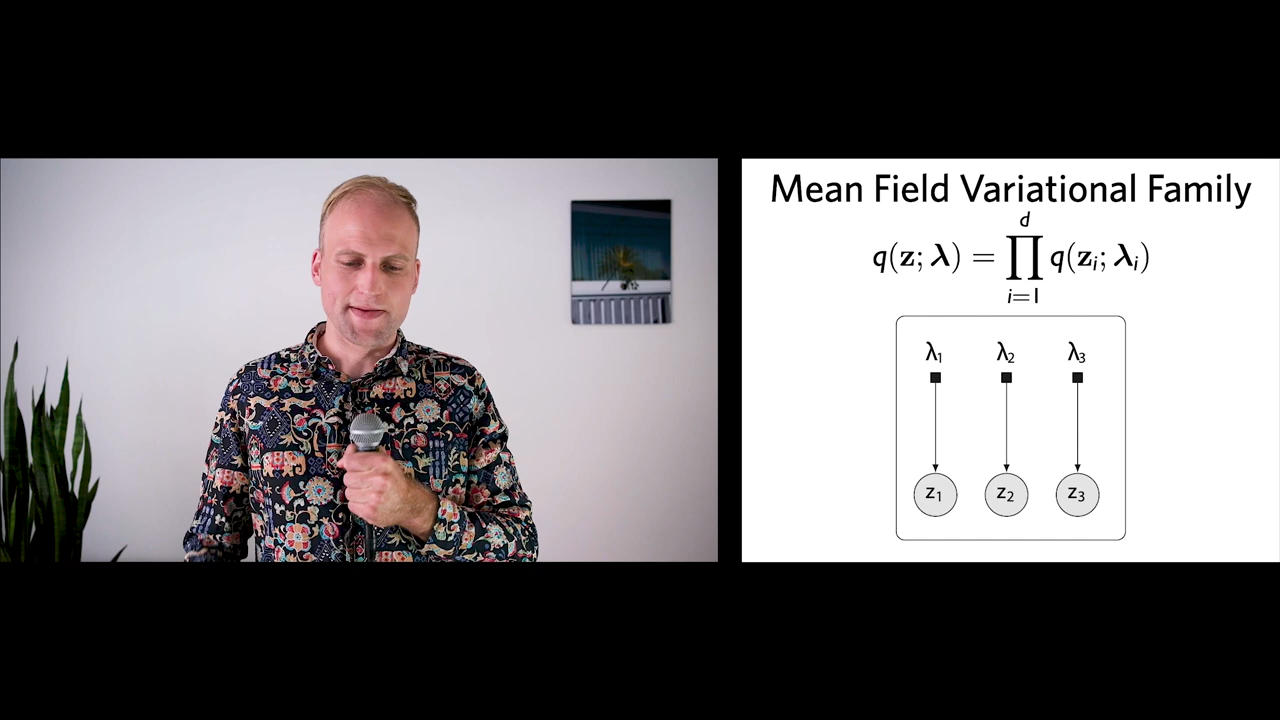 Mean Field Variational Family
q(z; λ) = ∏_{i=1}^{d} q(z_i; λ_i)
λ₁ λ₂ λ₃
z₁ z₂ z₃